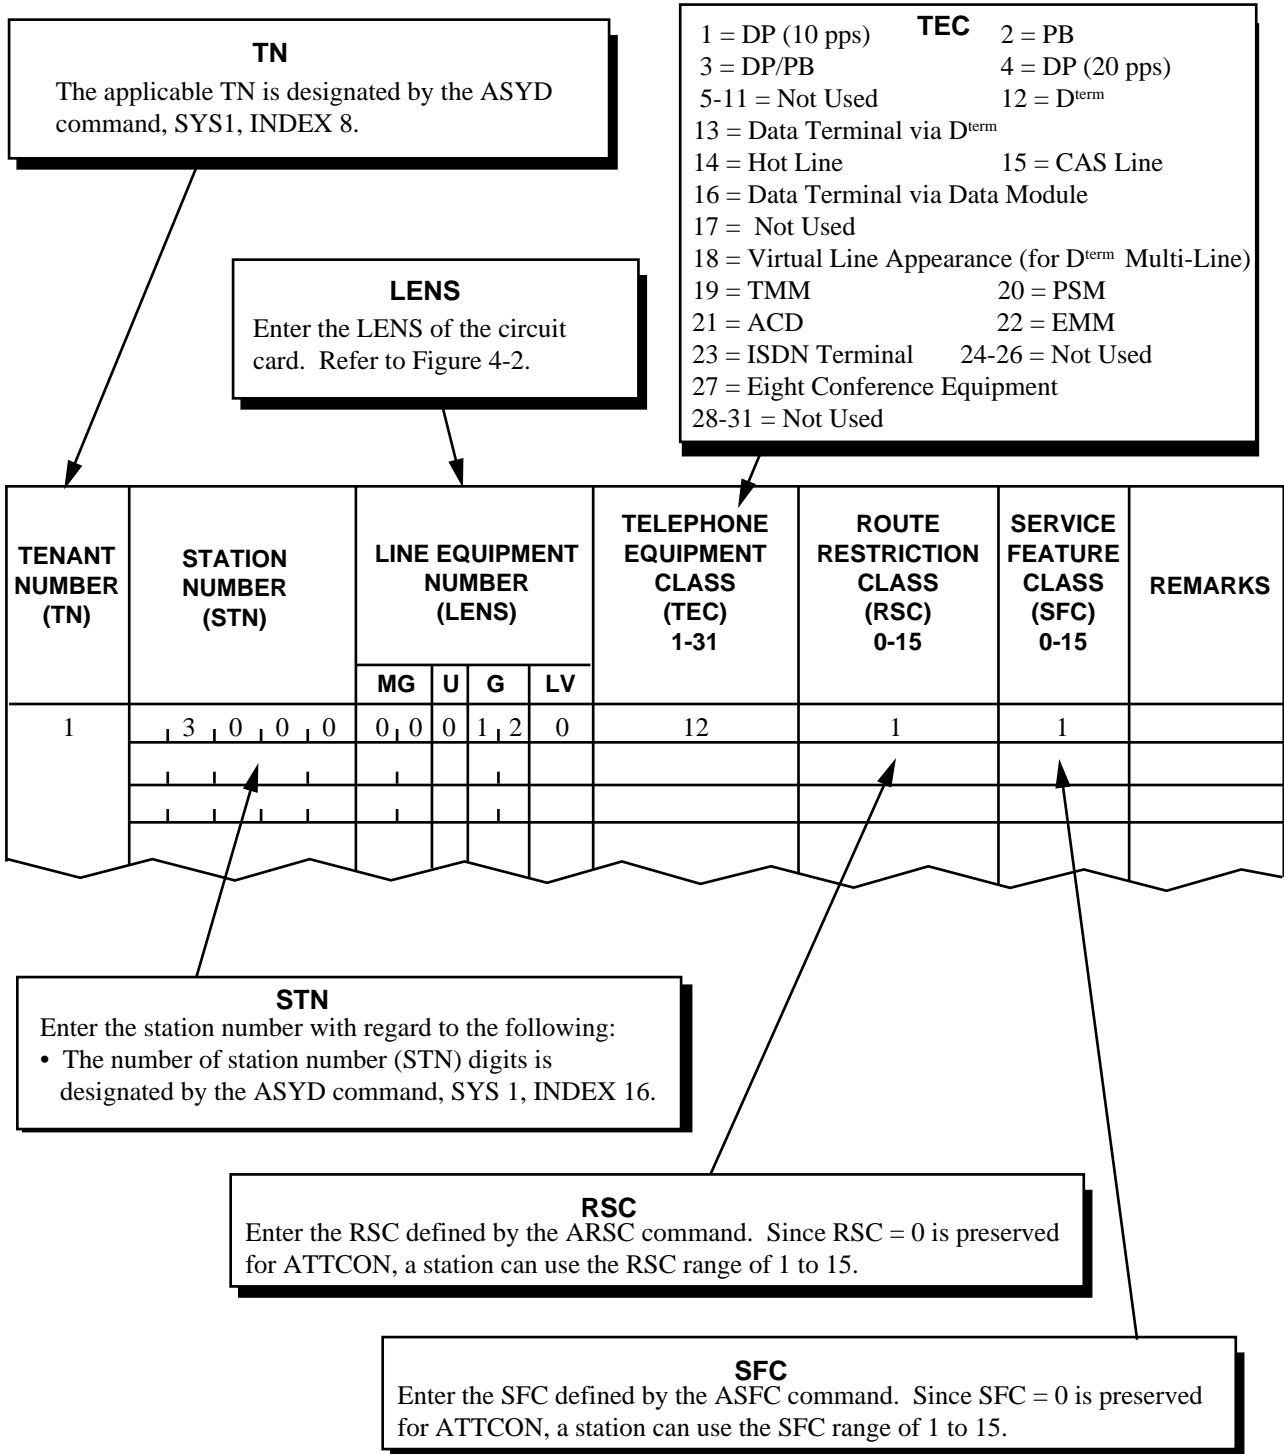 TN
The applicable TN is designated by the ASYD
command, SYS1, INDEX 8.
TEC
1 = DP (10 pps) 2 = PB
3 = DP/PB 4 = DP (20 pps)
5-11 = Not Used 12 = Dterm
13 = Data Terminal via Dterm
14 = Hot Line 15 = CAS Line
16 = Data Terminal via Data Module
17 = Not Used
18 = Virtual Line Appearance (for Dterm Multi-Line)
19 = TMM 20 = PSM
21 = ACD 22 = EMM
23 = ISDN Terminal 24-26 = Not Used
27 = Eight Conference Equipment
28-31 = Not Used
LENS
Enter the LENS of the circuit
card. Refer to Figure 4-2.
TENANT
NUMBER
(TN)
STATION
NUMBER
(STN)
LINE EQUIPMENT
NUMBER
(LENS)
MG U G LV
TELEPHONE
EQUIPMENT
CLASS
(TEC)
1-31
ROUTE
RESTRICTION
CLASS
(RSC)
0-15
SERVICE
FEATURE
CLASS
(SFC)
0-15
REMARKS
1 3 0 0 0 0 0 0 1 2 0 12 1 1
STN
Enter the station number with regard to the following:
• The number of station number (STN) digits is
designated by the ASYD command, SYS 1, INDEX 16.
RSC
Enter the RSC defined by the ARSC command. Since RSC = 0 is preserved
for ATTCON, a station can use the RSC range of 1 to 15.
SFC
Enter the SFC defined by the ASFC command. Since SFC = 0 is preserved
for ATTCON, a station can use the SFC range of 1 to 15.